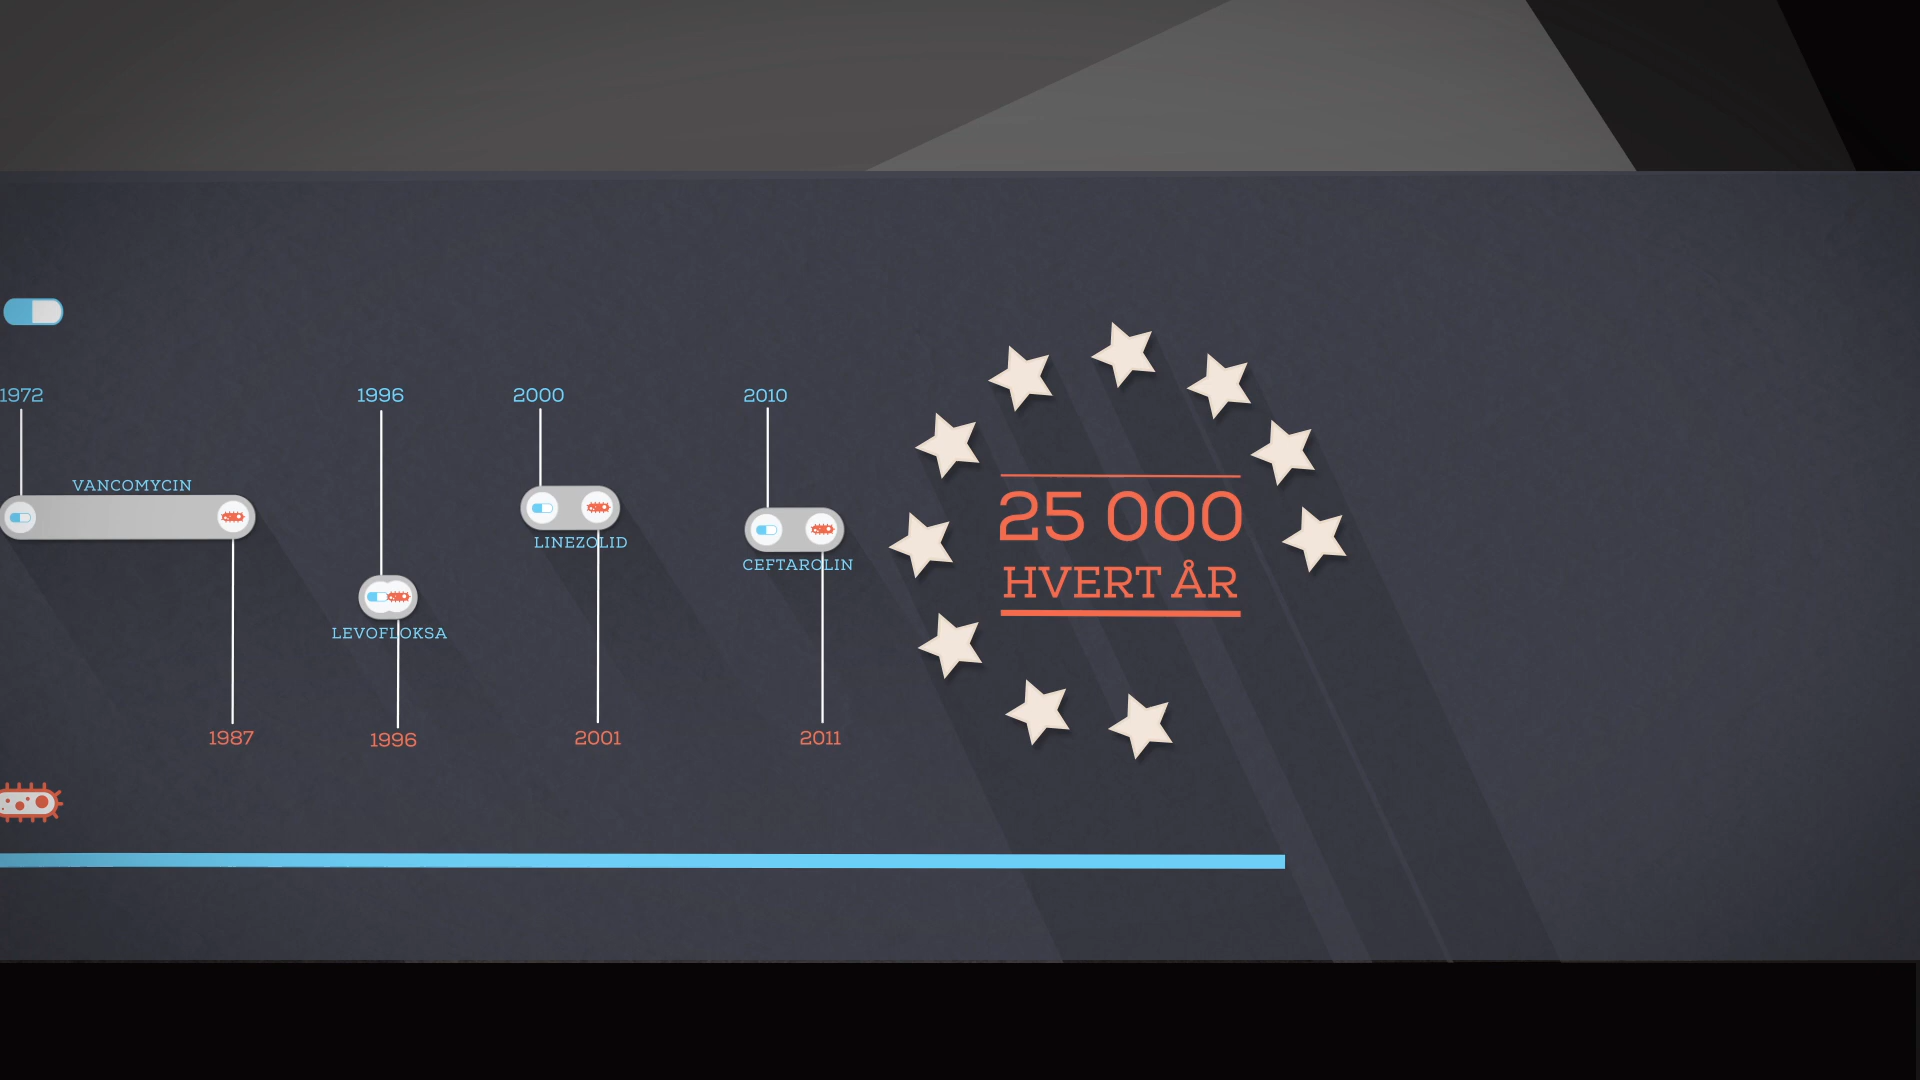 1972
1996
2000
2010
VANCOMYCIN
LINEZOLID
CEFTAROLIN
LEVOFLOKSA
25 000
HVERT ÅR
1987
1996
2001
2011